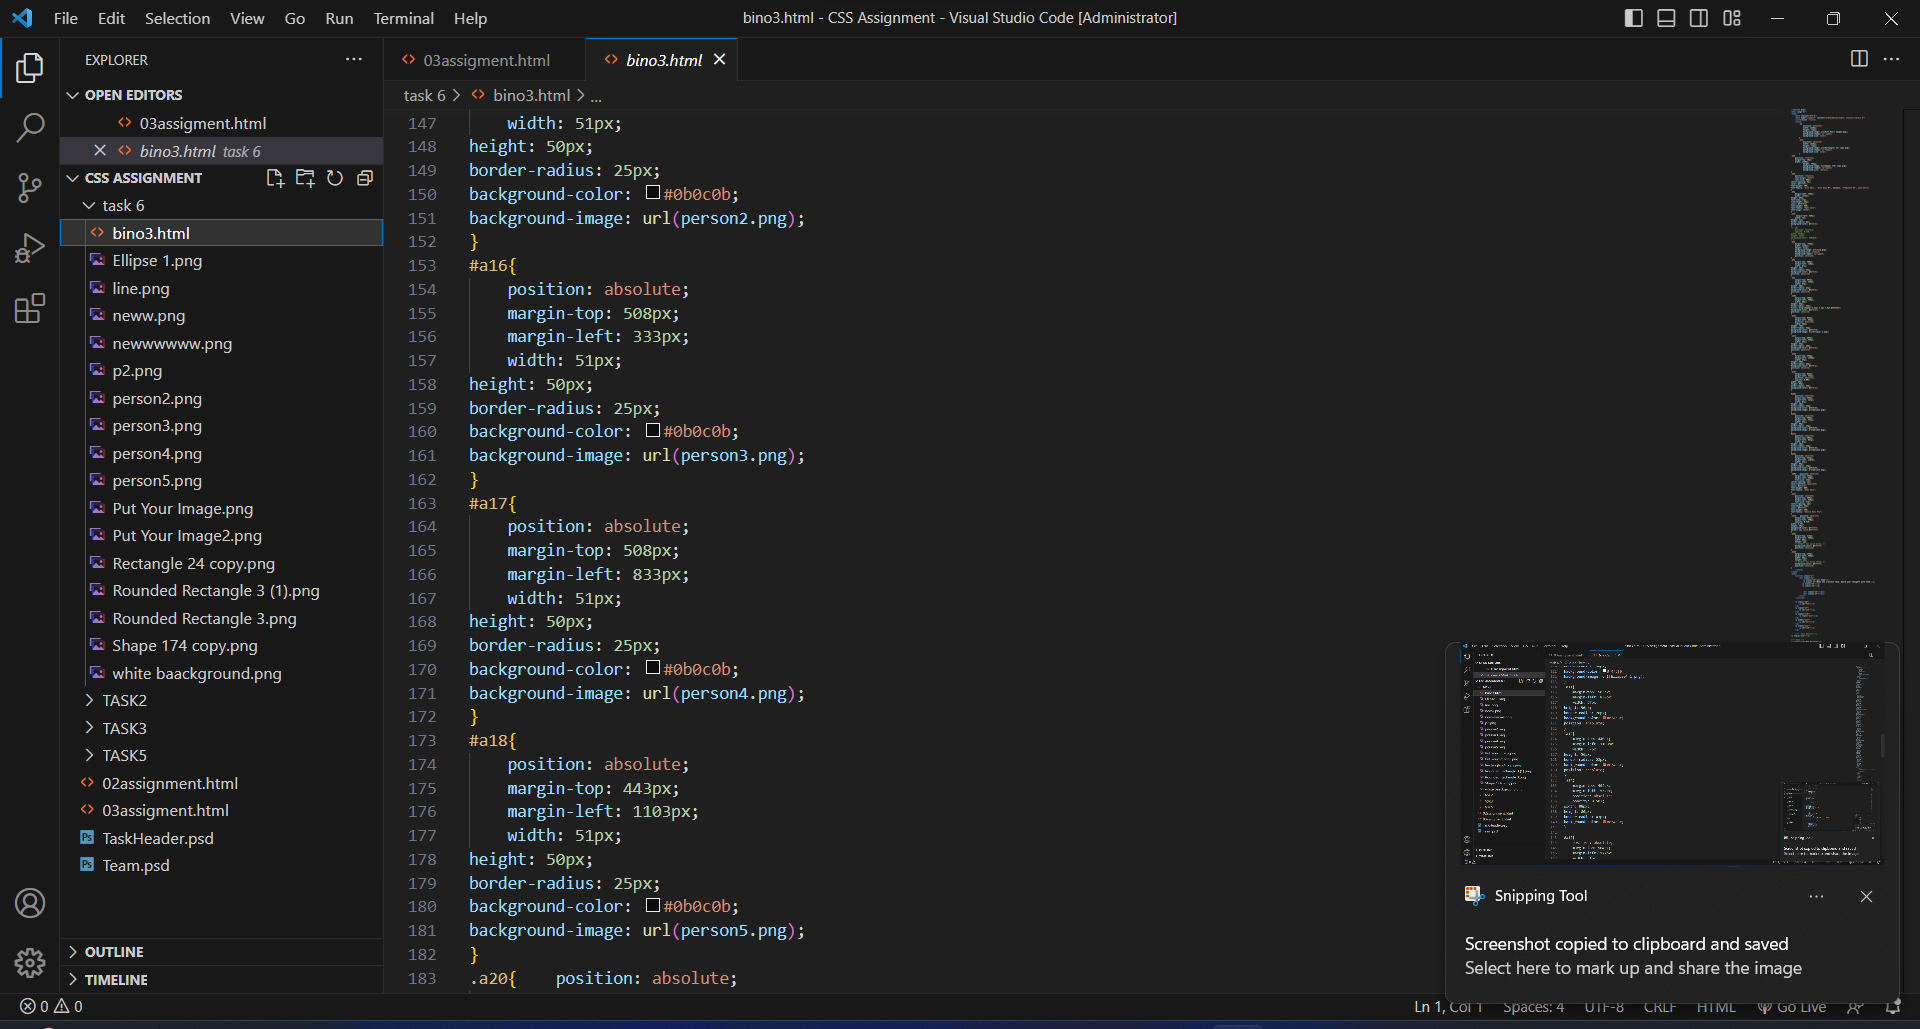 File Edit Selection View Go Run Terminal Help
bino3.html - CSS Assignment - Visual Studio Code [Administrator]
EXPLORER
OPEN EDITORS
03assigment.html
bino3.html task 6
CSS ASSIGNMENT
task 6
bino3.html
Ellipse 1.png
line.png
neww.png
newwwwww.png
p2.png
person2.png
person3.png
person4.png
person5.png
Put Your Image.png
Put Your Image2.png
Rectangle 24 copy.png
Rounded Rectangle 3 (1).png
Rounded Rectangle 3.png
Shape 174 copy.png
white baackground.png
TASK2
TASK3
TASK5
02assignment.html
03assigment.html
TaskHeader.psd
Team.psd
OUTLINE
TIMELINE
03assigment.html bino3.html
task 6 > bino3.html > ...
147 width: 51px;
148 height: 50px;
149 border-radius: 25px;
150 background-color: #0b0c0b;
151 background-image: url(person2.png);
152 }
153 #a16{
154 position: absolute;
155 margin-top: 508px;
156 margin-left: 333px;
157 width: 51px;
158 height: 50px;
159 border-radius: 25px;
160 background-color: #0b0c0b;
161 background-image: url(person3.png);
162 }
163 #a17{
164 position: absolute;
165 margin-top: 508px;
166 margin-left: 833px;
167 width: 51px;
168 height: 50px;
169 border-radius: 25px;
170 background-color: #0b0c0b;
171 background-image: url(person4.png);
172 }
173 #a18{
174 position: absolute;
175 margin-top: 443px;
176 margin-left: 1103px;
177 width: 51px;
178 height: 50px;
179 border-radius: 25px;
180 background-color: #0b0c0b;
181 background-image: url(person5.png);
182 }
183 .a20{ position: absolute;
Snipping Tool
Screenshot copied to clipboard and saved
Select here to mark up and share the image
0 0
Ln 1, Col 1 Spaces: 4 UTF-8 CRLF HTML Go Live